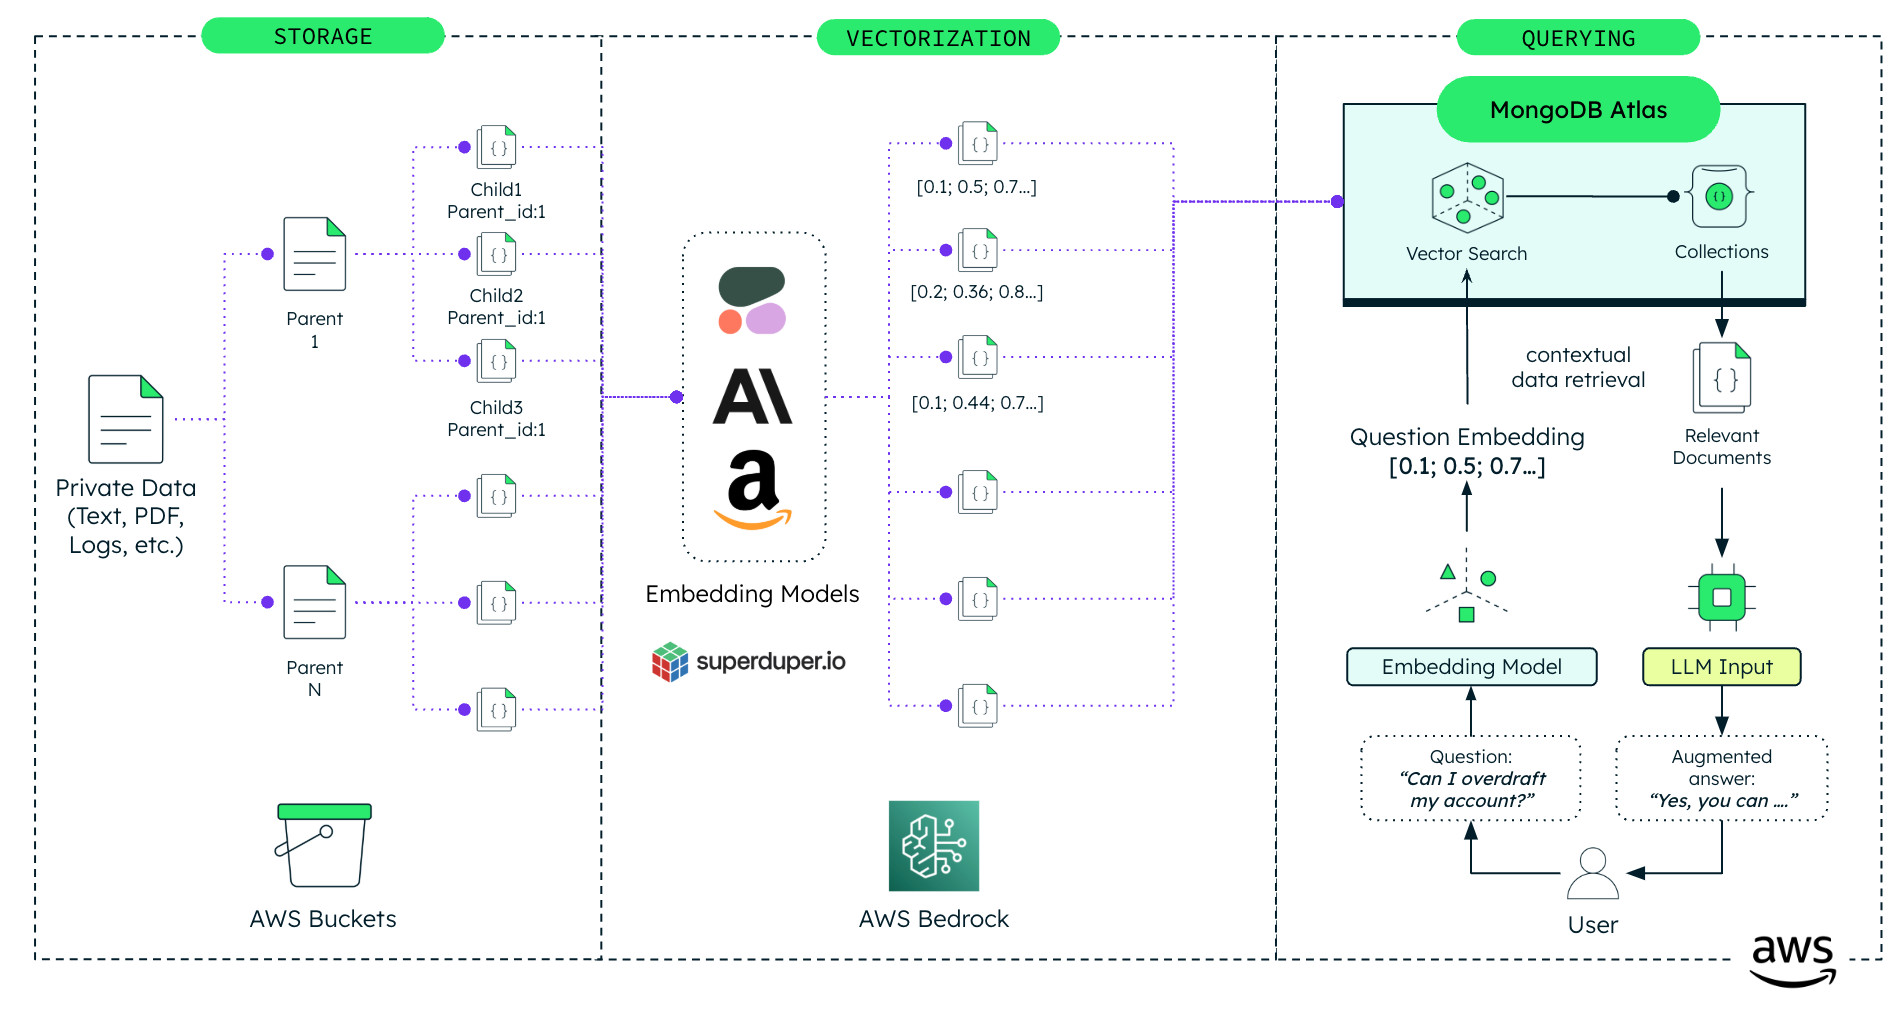 STORAGE
VECTORIZATION
QUERYING
Private Data
(Text, PDF,
Logs, etc.)
Parent
1
Parent
N
{ }
Child1
Parent_id:1
{ }
Child2
Parent_id:1
{ }
Child3
Parent_id:1
{ }
{ }
{ }
AWS Buckets
AI
a
Embedding Models
superduper.io
{ }
[0.1; 0.5; 0.7...]
{ }
[0.2; 0.36; 0.8...]
{ }
[0.1; 0.44; 0.7...]
{ }
{ }
{ }
AWS Bedrock
MongoDB Atlas
Vector Search
{ }
Collections
contextual
data retrieval
Question Embedding
[0.1; 0.5; 0.7...]
{ }
Relevant
Documents
Embedding Model
LLM Input
Question:
“Can I overdraft
my account?”
Augmented
answer:
“Yes, you can ....”
User
aws